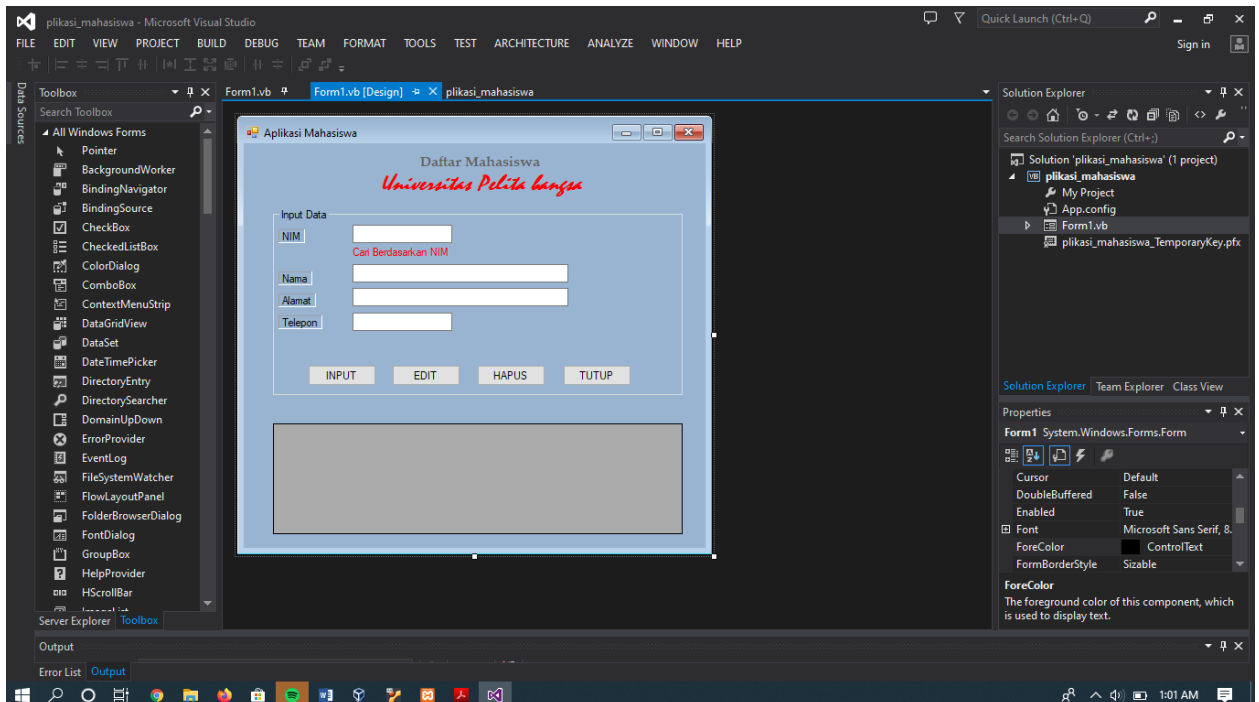 plikasi_mahasiswa - Microsoft Visual Studio
Quick Launch (Ctrl+Q)
FILE EDIT VIEW PROJECT BUILD DEBUG TEAM FORMAT TOOLS TEST ARCHITECTURE ANALYZE WINDOW HELP
Sign in
Data Sources
Toolbox
Search Toolbox
All Windows Forms
Pointer
BackgroundWorker
BindingNavigator
BindingSource
CheckBox
CheckedListBox
ColorDialog
ComboBox
ContextMenuStrip
DataGridView
DataSet
DateTimePicker
DirectoryEntry
DirectorySearcher
DomainUpDown
ErrorProvider
EventLog
FileSystemWatcher
FlowLayoutPanel
FolderBrowserDialog
FontDialog
GroupBox
HelpProvider
HScrollBar
Server Explorer Toolbox
Form1.vb Form1.vb [Design] plikasi_mahasiswa
Aplikasi Mahasiswa
Daftar Mahasiswa
Universitas Pelita bangsa
Input Data
NIM
Cari Berdasarkan NIM
Nama
Alamat
Telepon
INPUT EDIT HAPUS TUTUP
Solution Explorer
Search Solution Explorer (Ctrl+;)
Solution 'plikasi_mahasiswa' (1 project)
plikasi_mahasiswa
My Project
App.config
Form1.vb
plikasi_mahasiswa_TemporaryKey.pfx
Solution Explorer Team Explorer Class View
Properties
Form1 System.Windows.Forms.Form
Cursor Default
DoubleBuffered False
Enabled True
Font Microsoft Sans Serif, 8.
ForeColor ControlText
FormBorderStyle Sizable
ForeColor
The foreground color of this component, which
is used to display text.
Output
Error List Output
1:01 AM